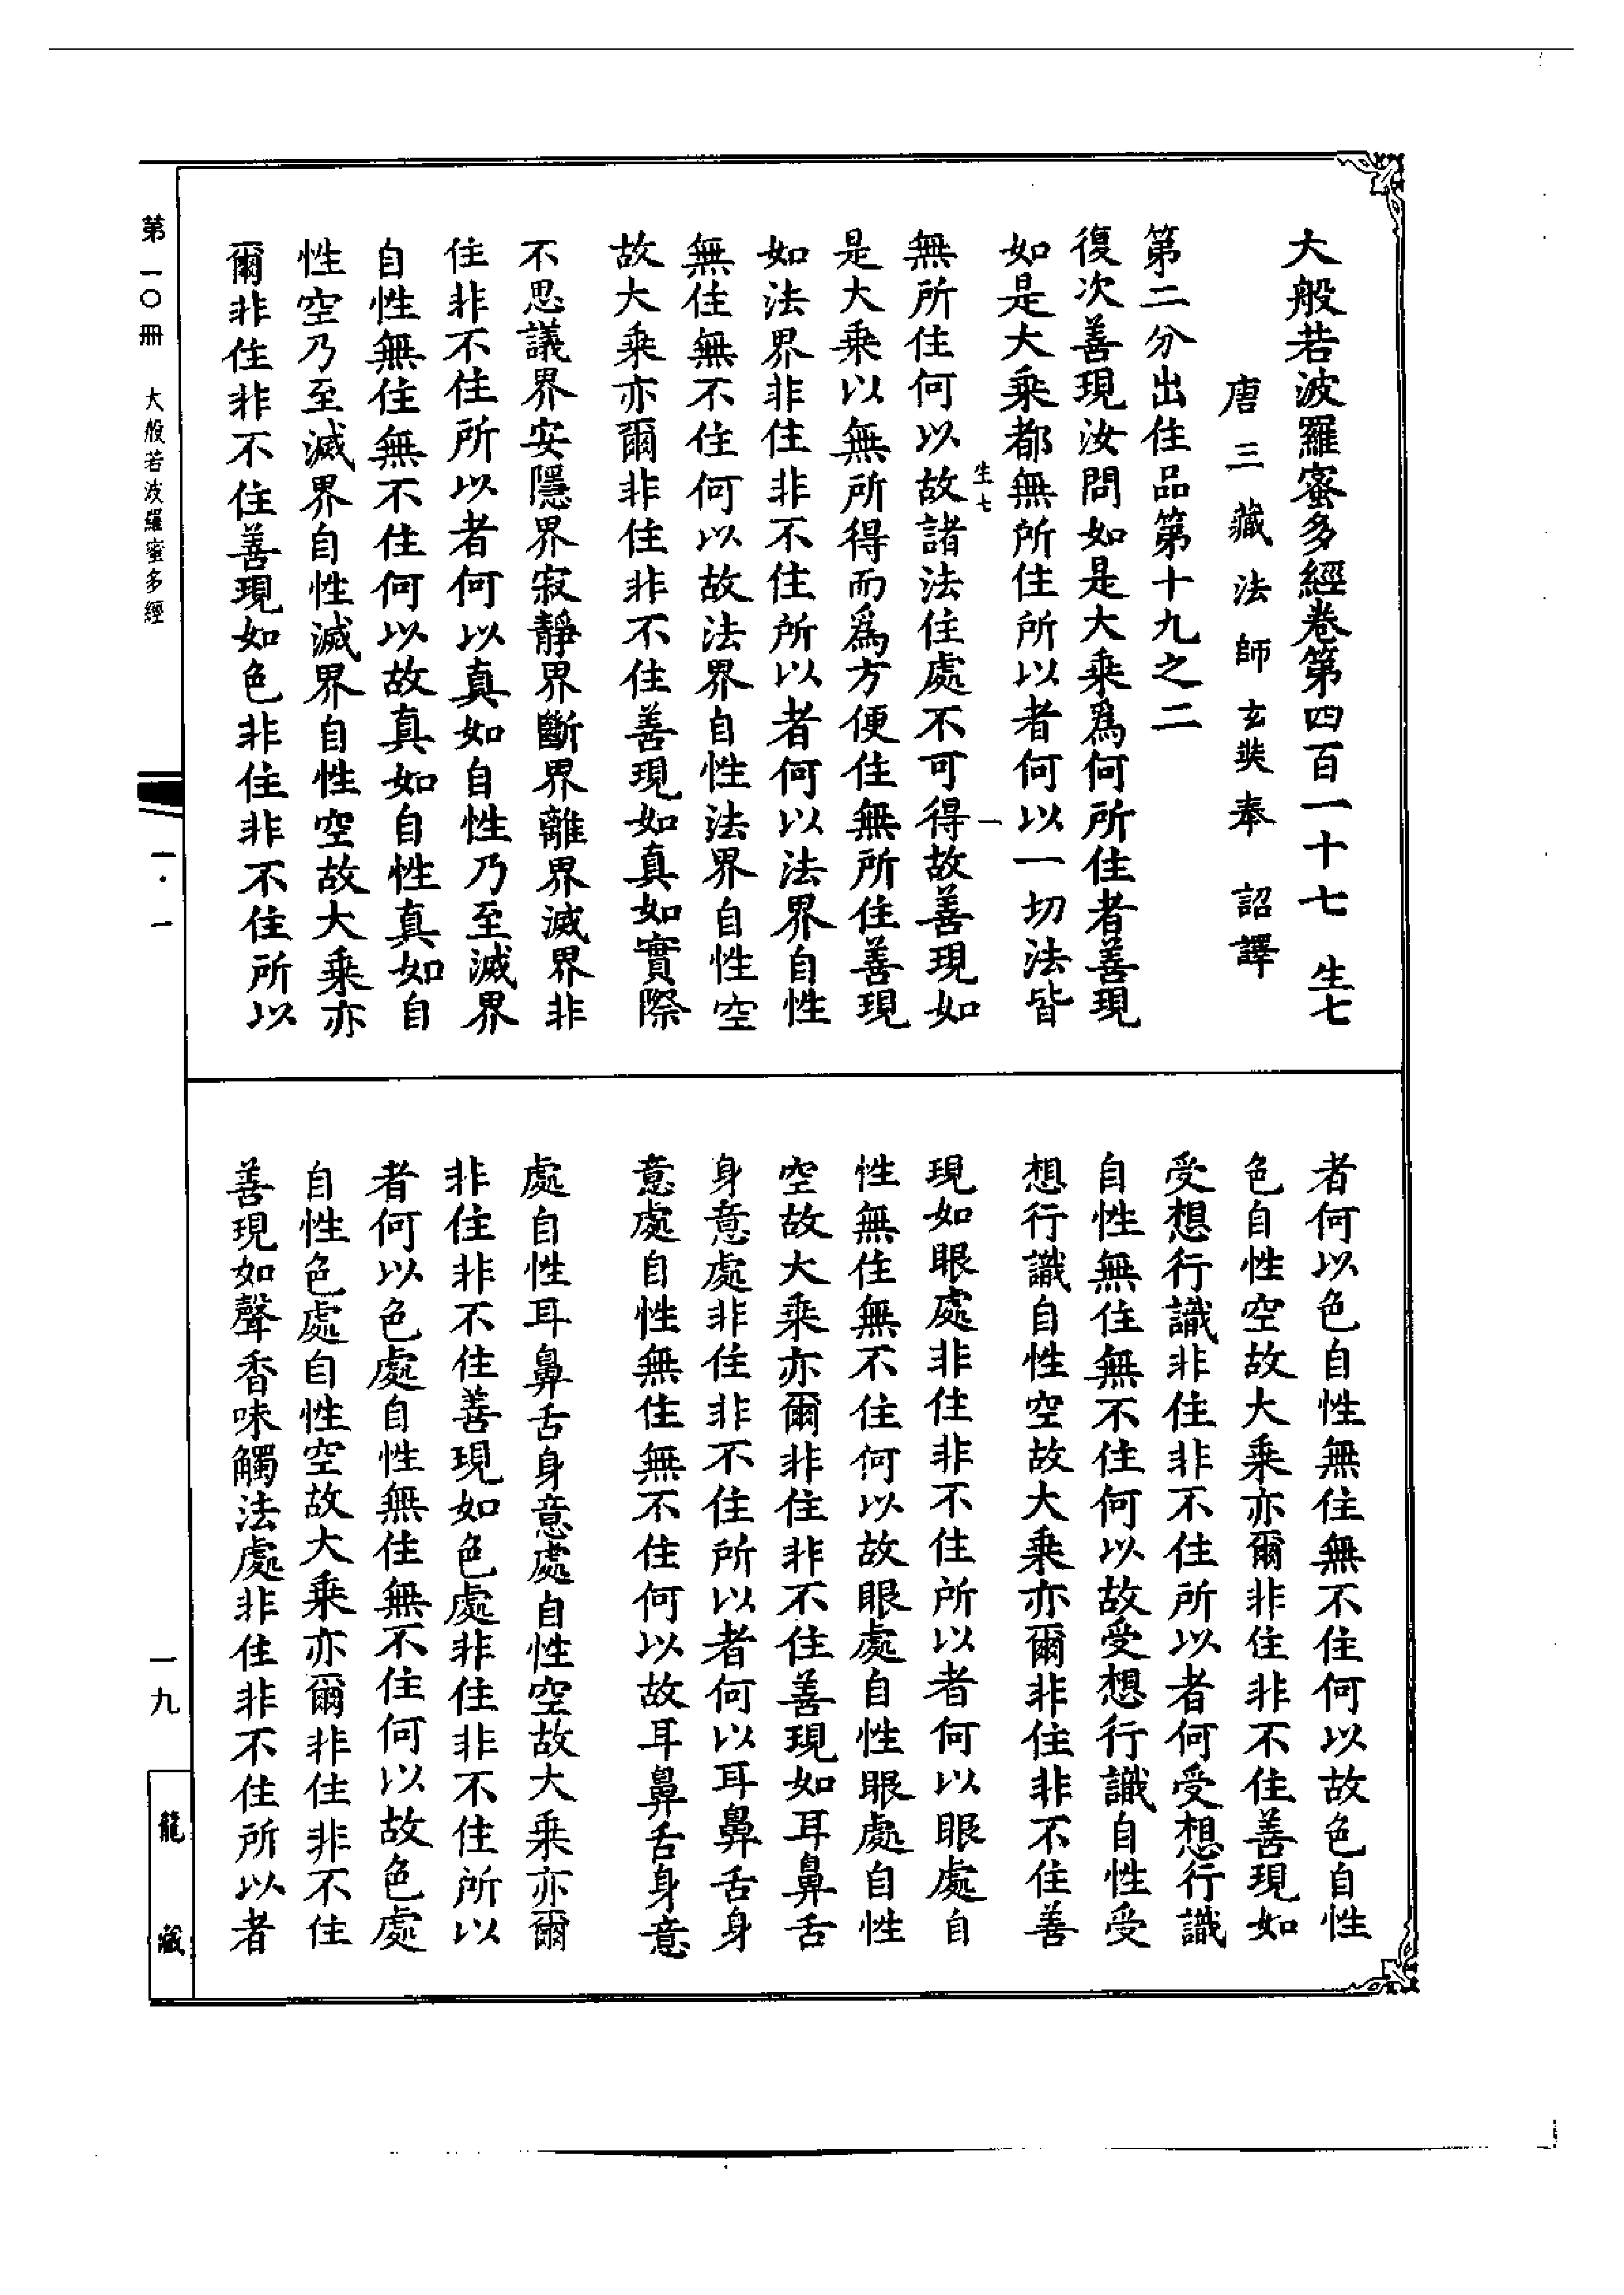 大般若波羅蜜多經卷第四百一十七 生七
唐三藏法師玄奘奉 詔譯
第二分出住品第十九之二
復次善現汝問如是大乘爲何所住者善現
如是大乘都無所住所以者何以一切法皆
生七 一
無所住何以故諸法住處不可得故善現如
是大乘以無所得而爲方便住無所住善現
如法界非住非不住所以者何以法界自性
無住無不住何以故法界自性法界自性空
故大乘亦爾非住非不住善現如真如實際
不思議界安隱界寂靜界斷界離界滅界非
住非不住所以者何以真如自性乃至滅界
自性無住無不住何以故真如自性真如自
性空乃至滅界自性滅界自性空故大乘亦
爾非住非不住善現如色非住非不住所以
者何以色自性無住無不住何以故色自性
色自性空故大乘亦爾非住非不住善現如
受想行識非住非不住所以者何受想行識
自性無住無不住何以故受想行識自性受
想行識自性空故大乘亦爾非住非不住善
現如眼處非住非不住所以者何以眼處自
性無住無不住何以故眼處自性眼處自性
空故大乘亦爾非住非不住善現如耳鼻舌
身意處非住非不住所以者何以耳鼻舌身
意處自性無住無不住何以故耳鼻舌身意
處自性耳鼻舌身意處自性空故大乘亦爾
非住非不住善現如色處非住非不住所以
者何以色處自性無住無不住何以故色處
自性色處自性空故大乘亦爾非住非不住
善現如聲香味觸法處非住非不住所以者
第一〇冊 大般若波羅蜜多經
一·一
一九
龍藏